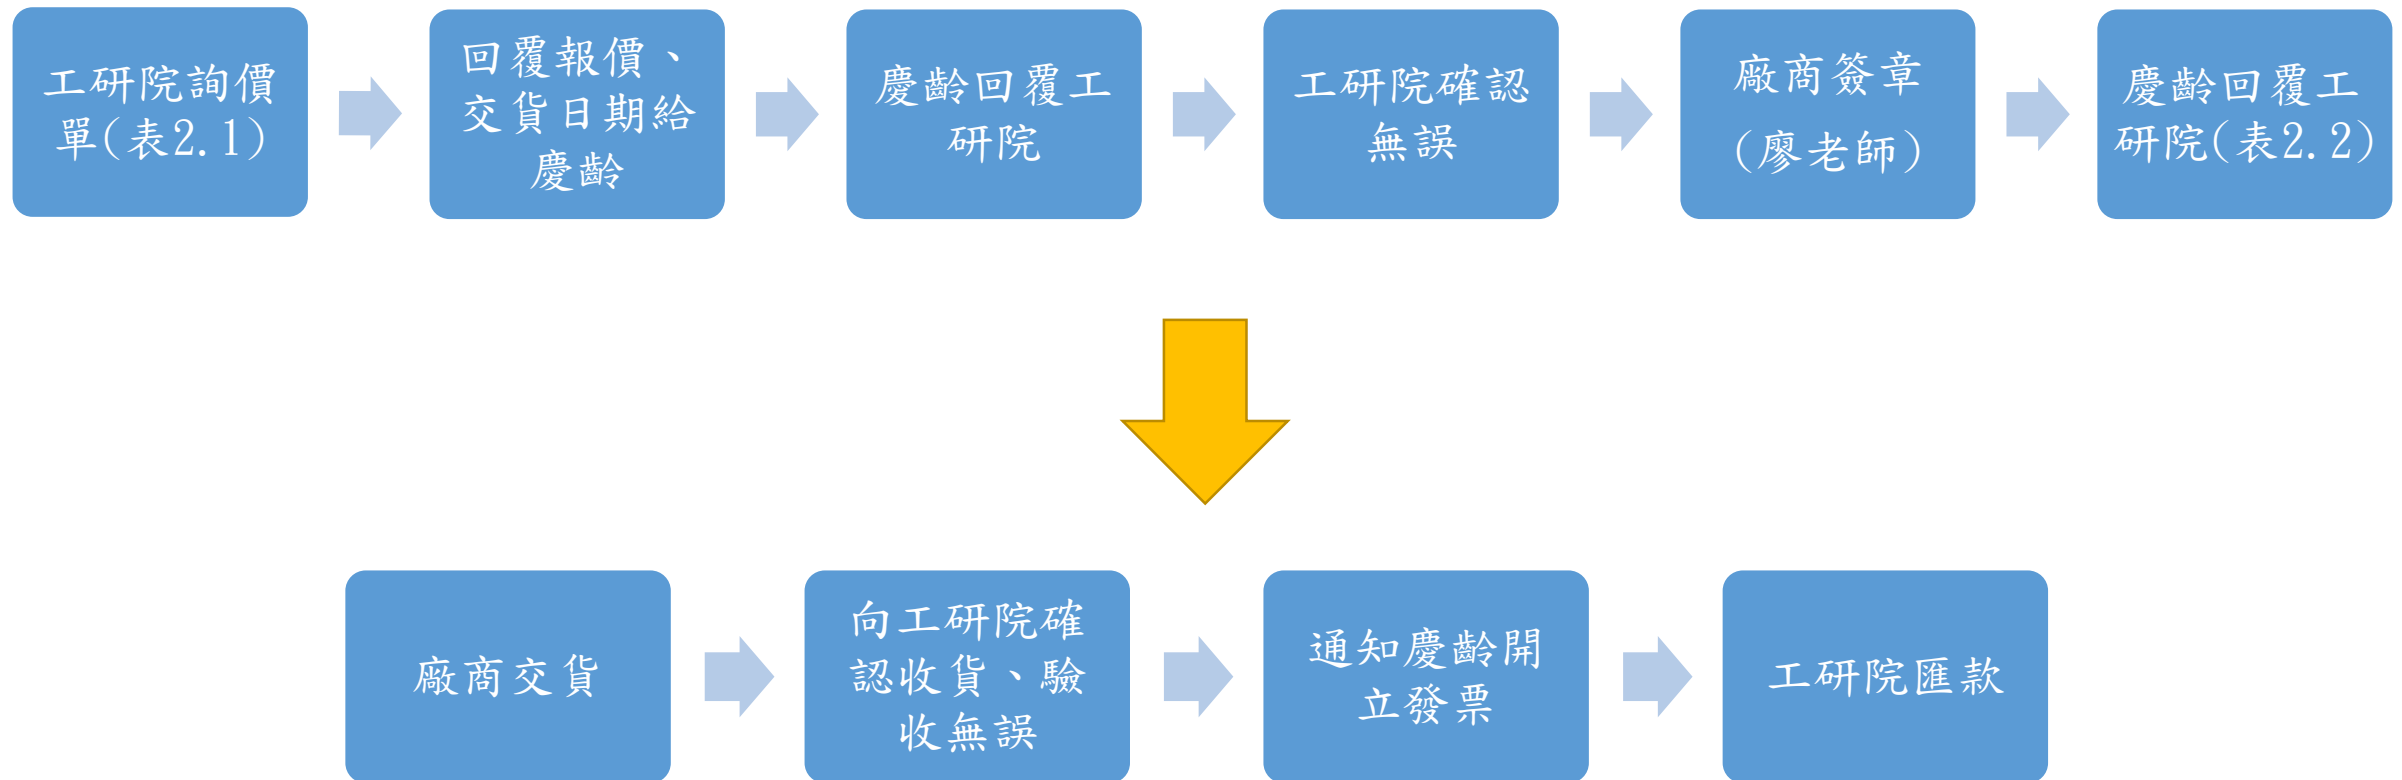 工研院詢價
單(表2.1)
回覆報價、
交貨日期給
慶齡
慶齡回覆工
研院
工研院確認
無誤
廠商簽章
(廖老師)
慶齡回覆工
研院(表2.2)
廠商交貨
向工研院確
認收貨、驗
收無誤
通知慶齡開
立發票
工研院匯款